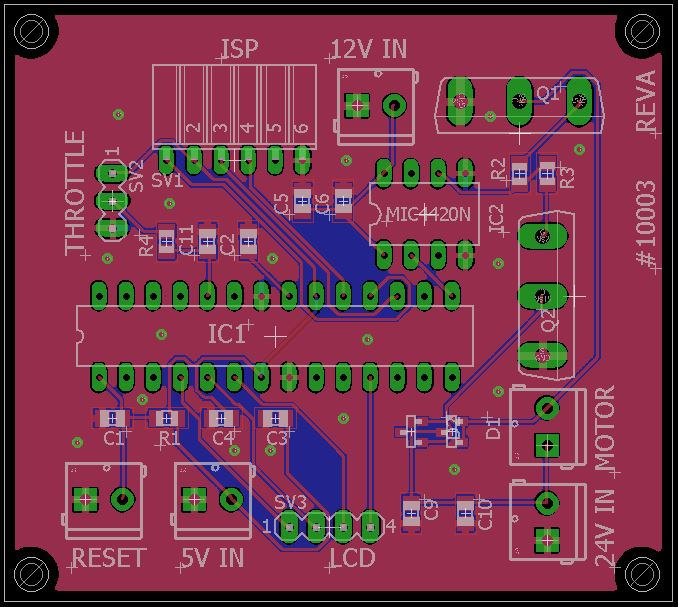 ISP
12V IN
Q1
REVA
THROTTLE
1
SV2
2
3
4
5
6
SV1
C5
C6
MIC4420N
IC2
R2
R3
#10003
R4
C11
C2
IC1
Q2
C1
R1
C4
C3
D1
MOTOR
C9
C10
24V IN
SV3
1
4
RESET
5V IN
LCD